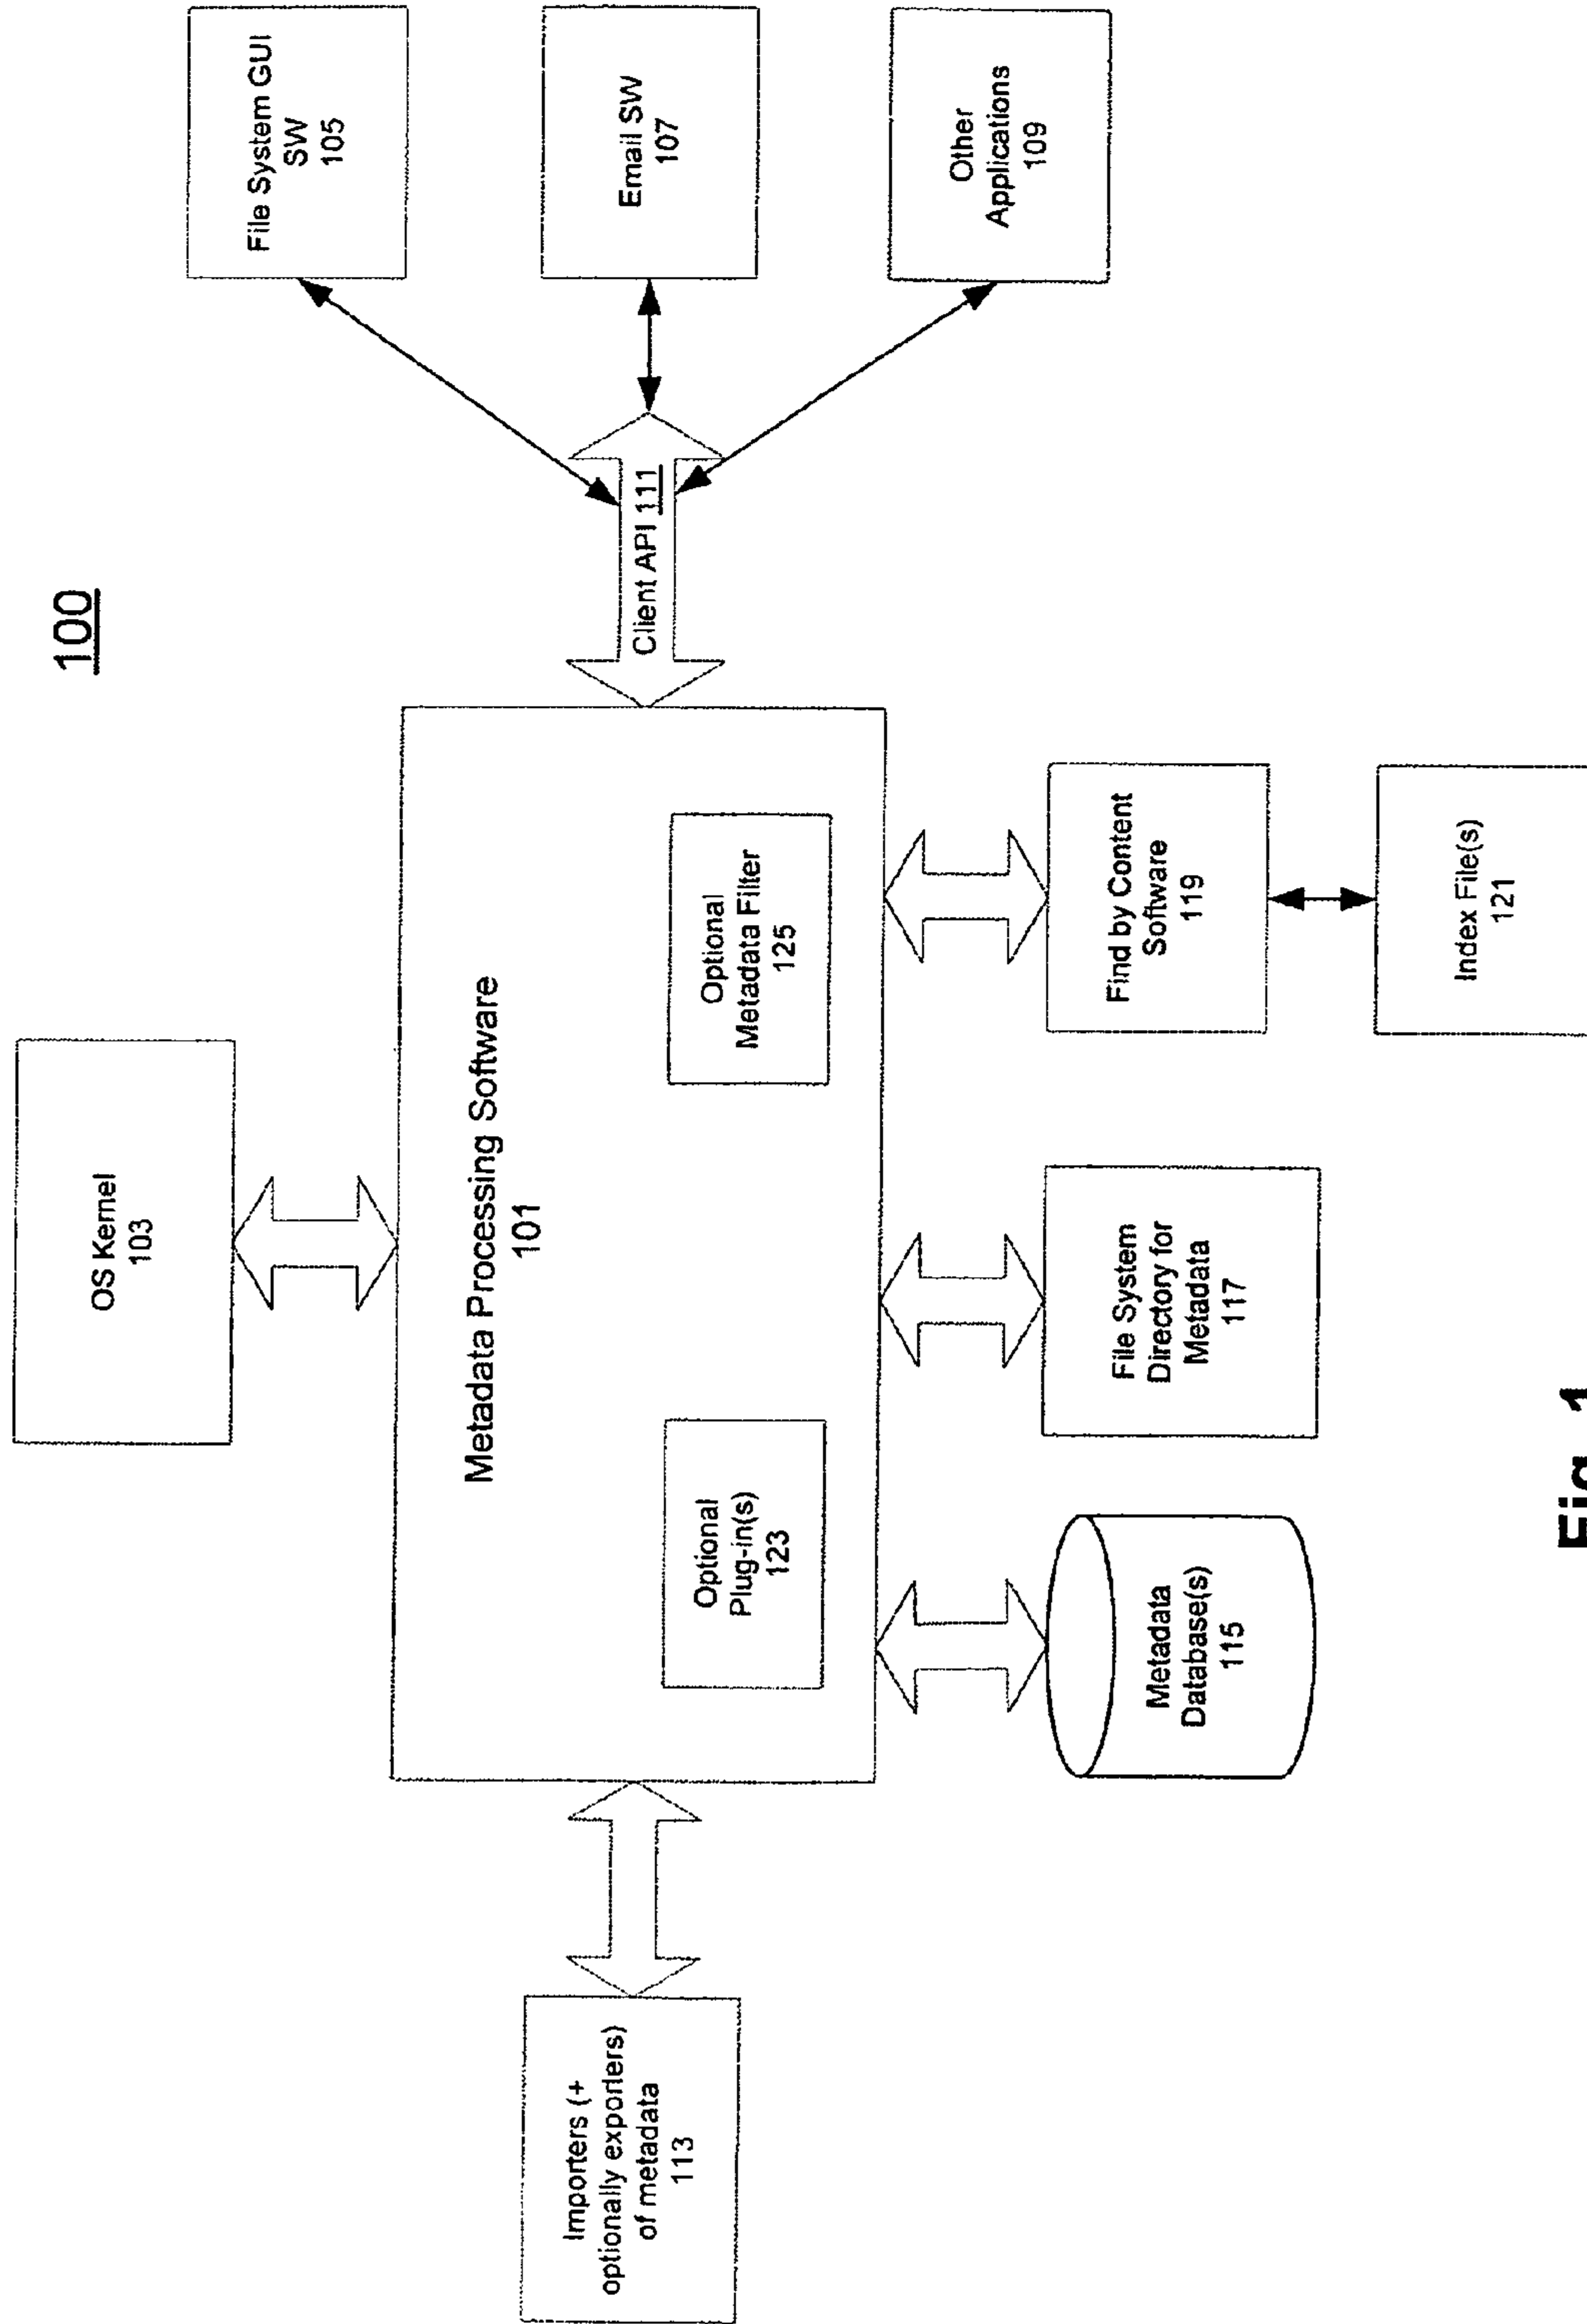 100
OS Kernel
103
File System GUI
SW
105
Metadata Processing Software
101
Importers (+
optionally exporters)
of metadata
113
Optional
Plug-in(s)
123
Optional
Metadata Filter
125
Client API 111
Email SW
107
Other
Applications
109
Metadata
Database(s)
115
File System
Directory for
Metadata
117
Find by Content
Software
119
Index File(s)
121
Fig. 1